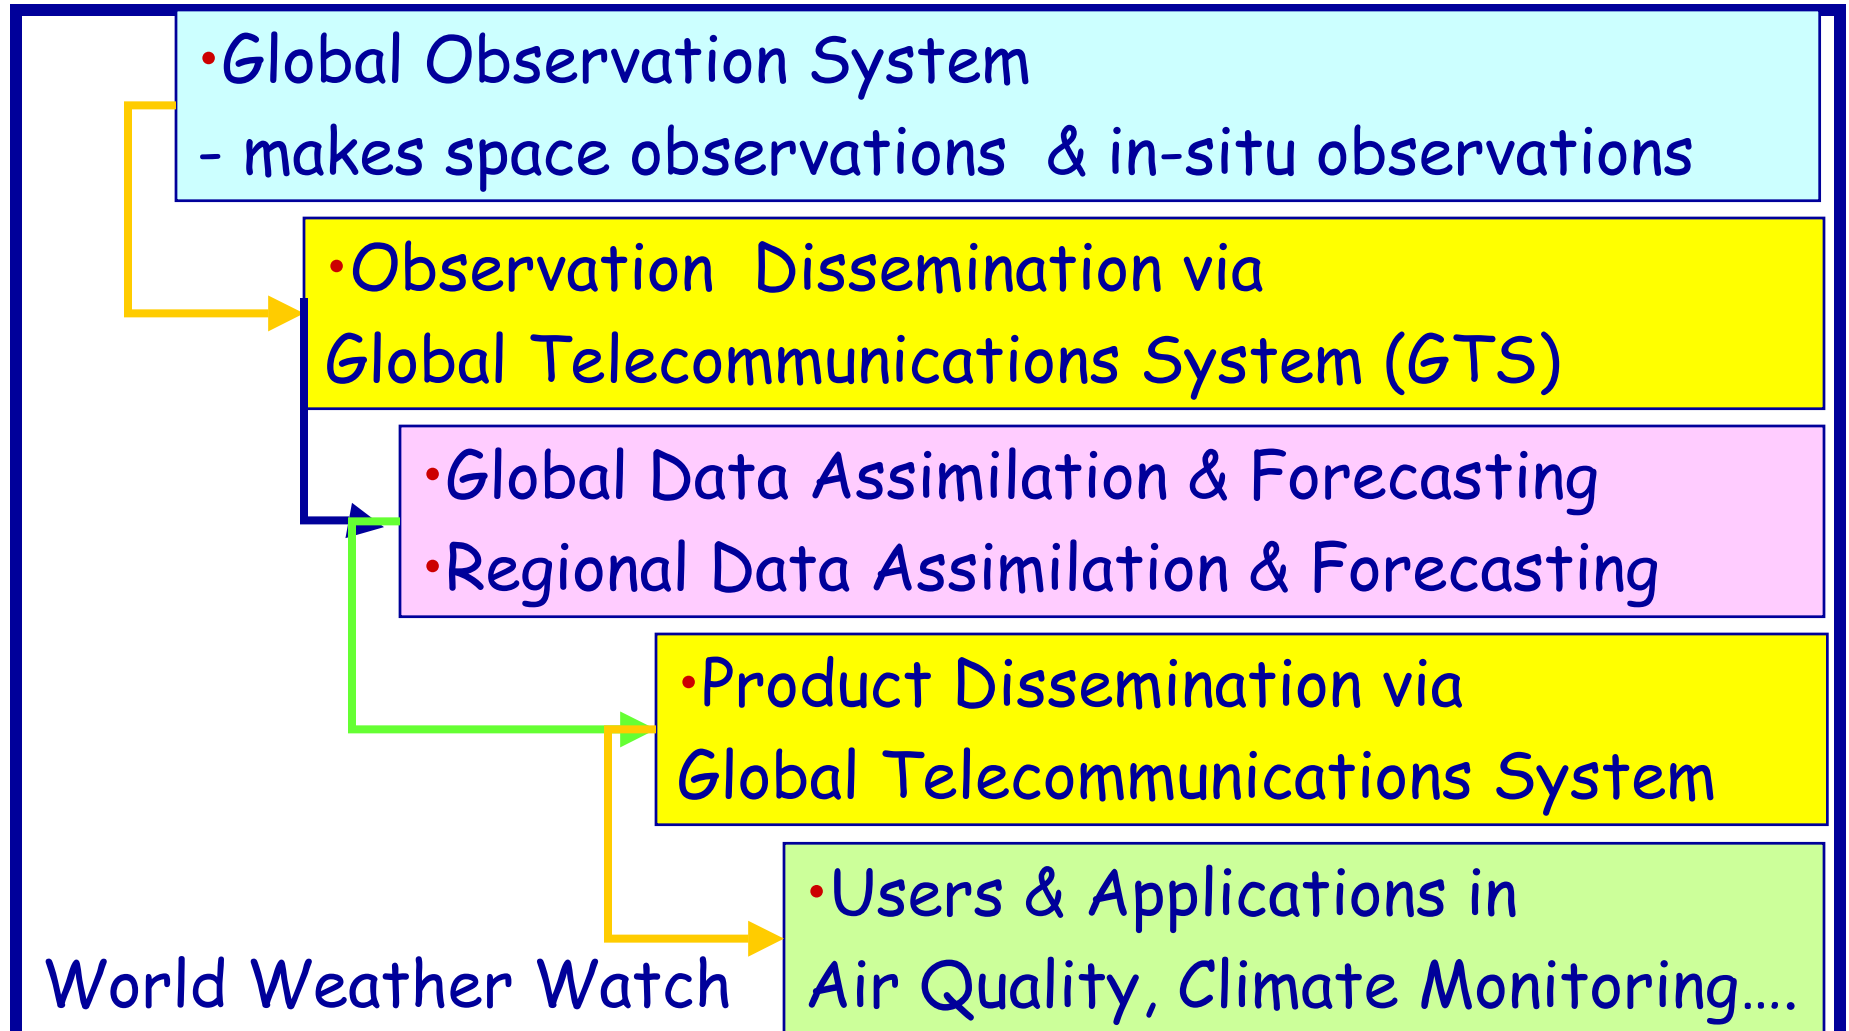 •Global Observation System
- makes space observations & in-situ observations
•Observation Dissemination via
Global Telecommunications System (GTS)
•Global Data Assimilation & Forecasting
•Regional Data Assimilation & Forecasting
•Product Dissemination via
Global Telecommunications System
•Users & Applications in
Air Quality, Climate Monitoring....
World Weather Watch